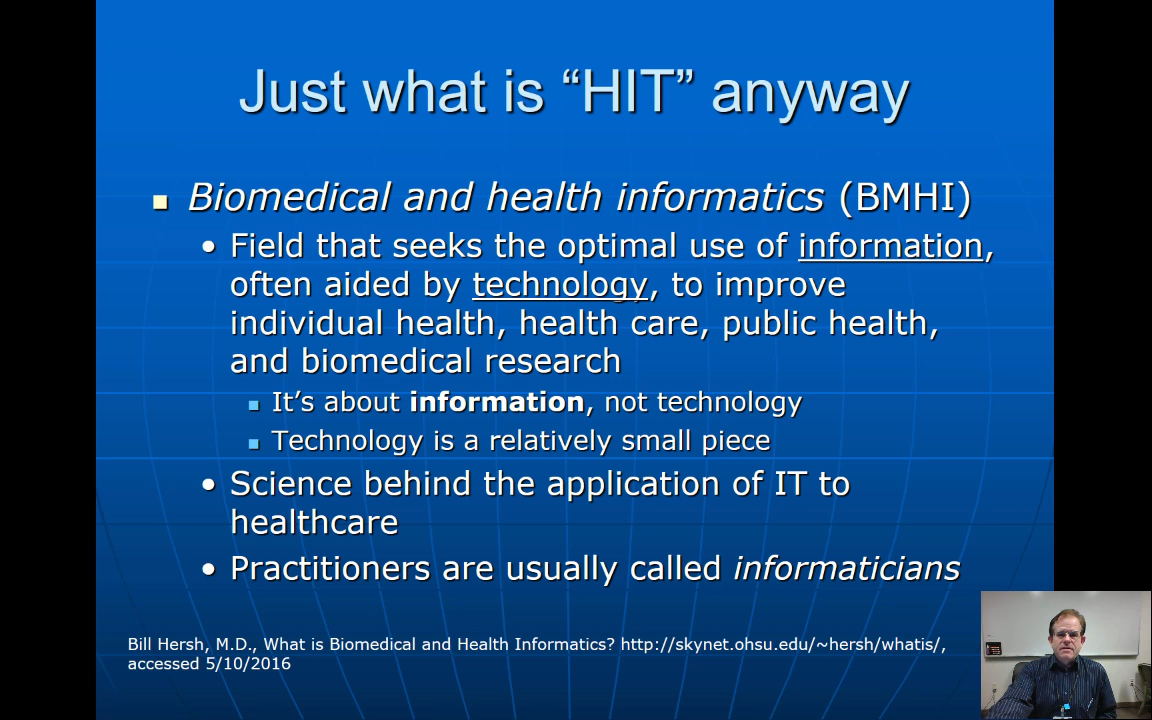 Just what is “HIT” anyway
Biomedical and health informatics (BMHI)
Field that seeks the optimal use of information,
often aided by technology, to improve
individual health, health care, public health,
and biomedical research
It’s about information, not technology
Technology is a relatively small piece
Science behind the application of IT to
healthcare
Practitioners are usually called informaticians
Bill Hersh, M.D., What is Biomedical and Health Informatics? http://skynet.ohsu.edu/~hersh/whatis/,
accessed 5/10/2016